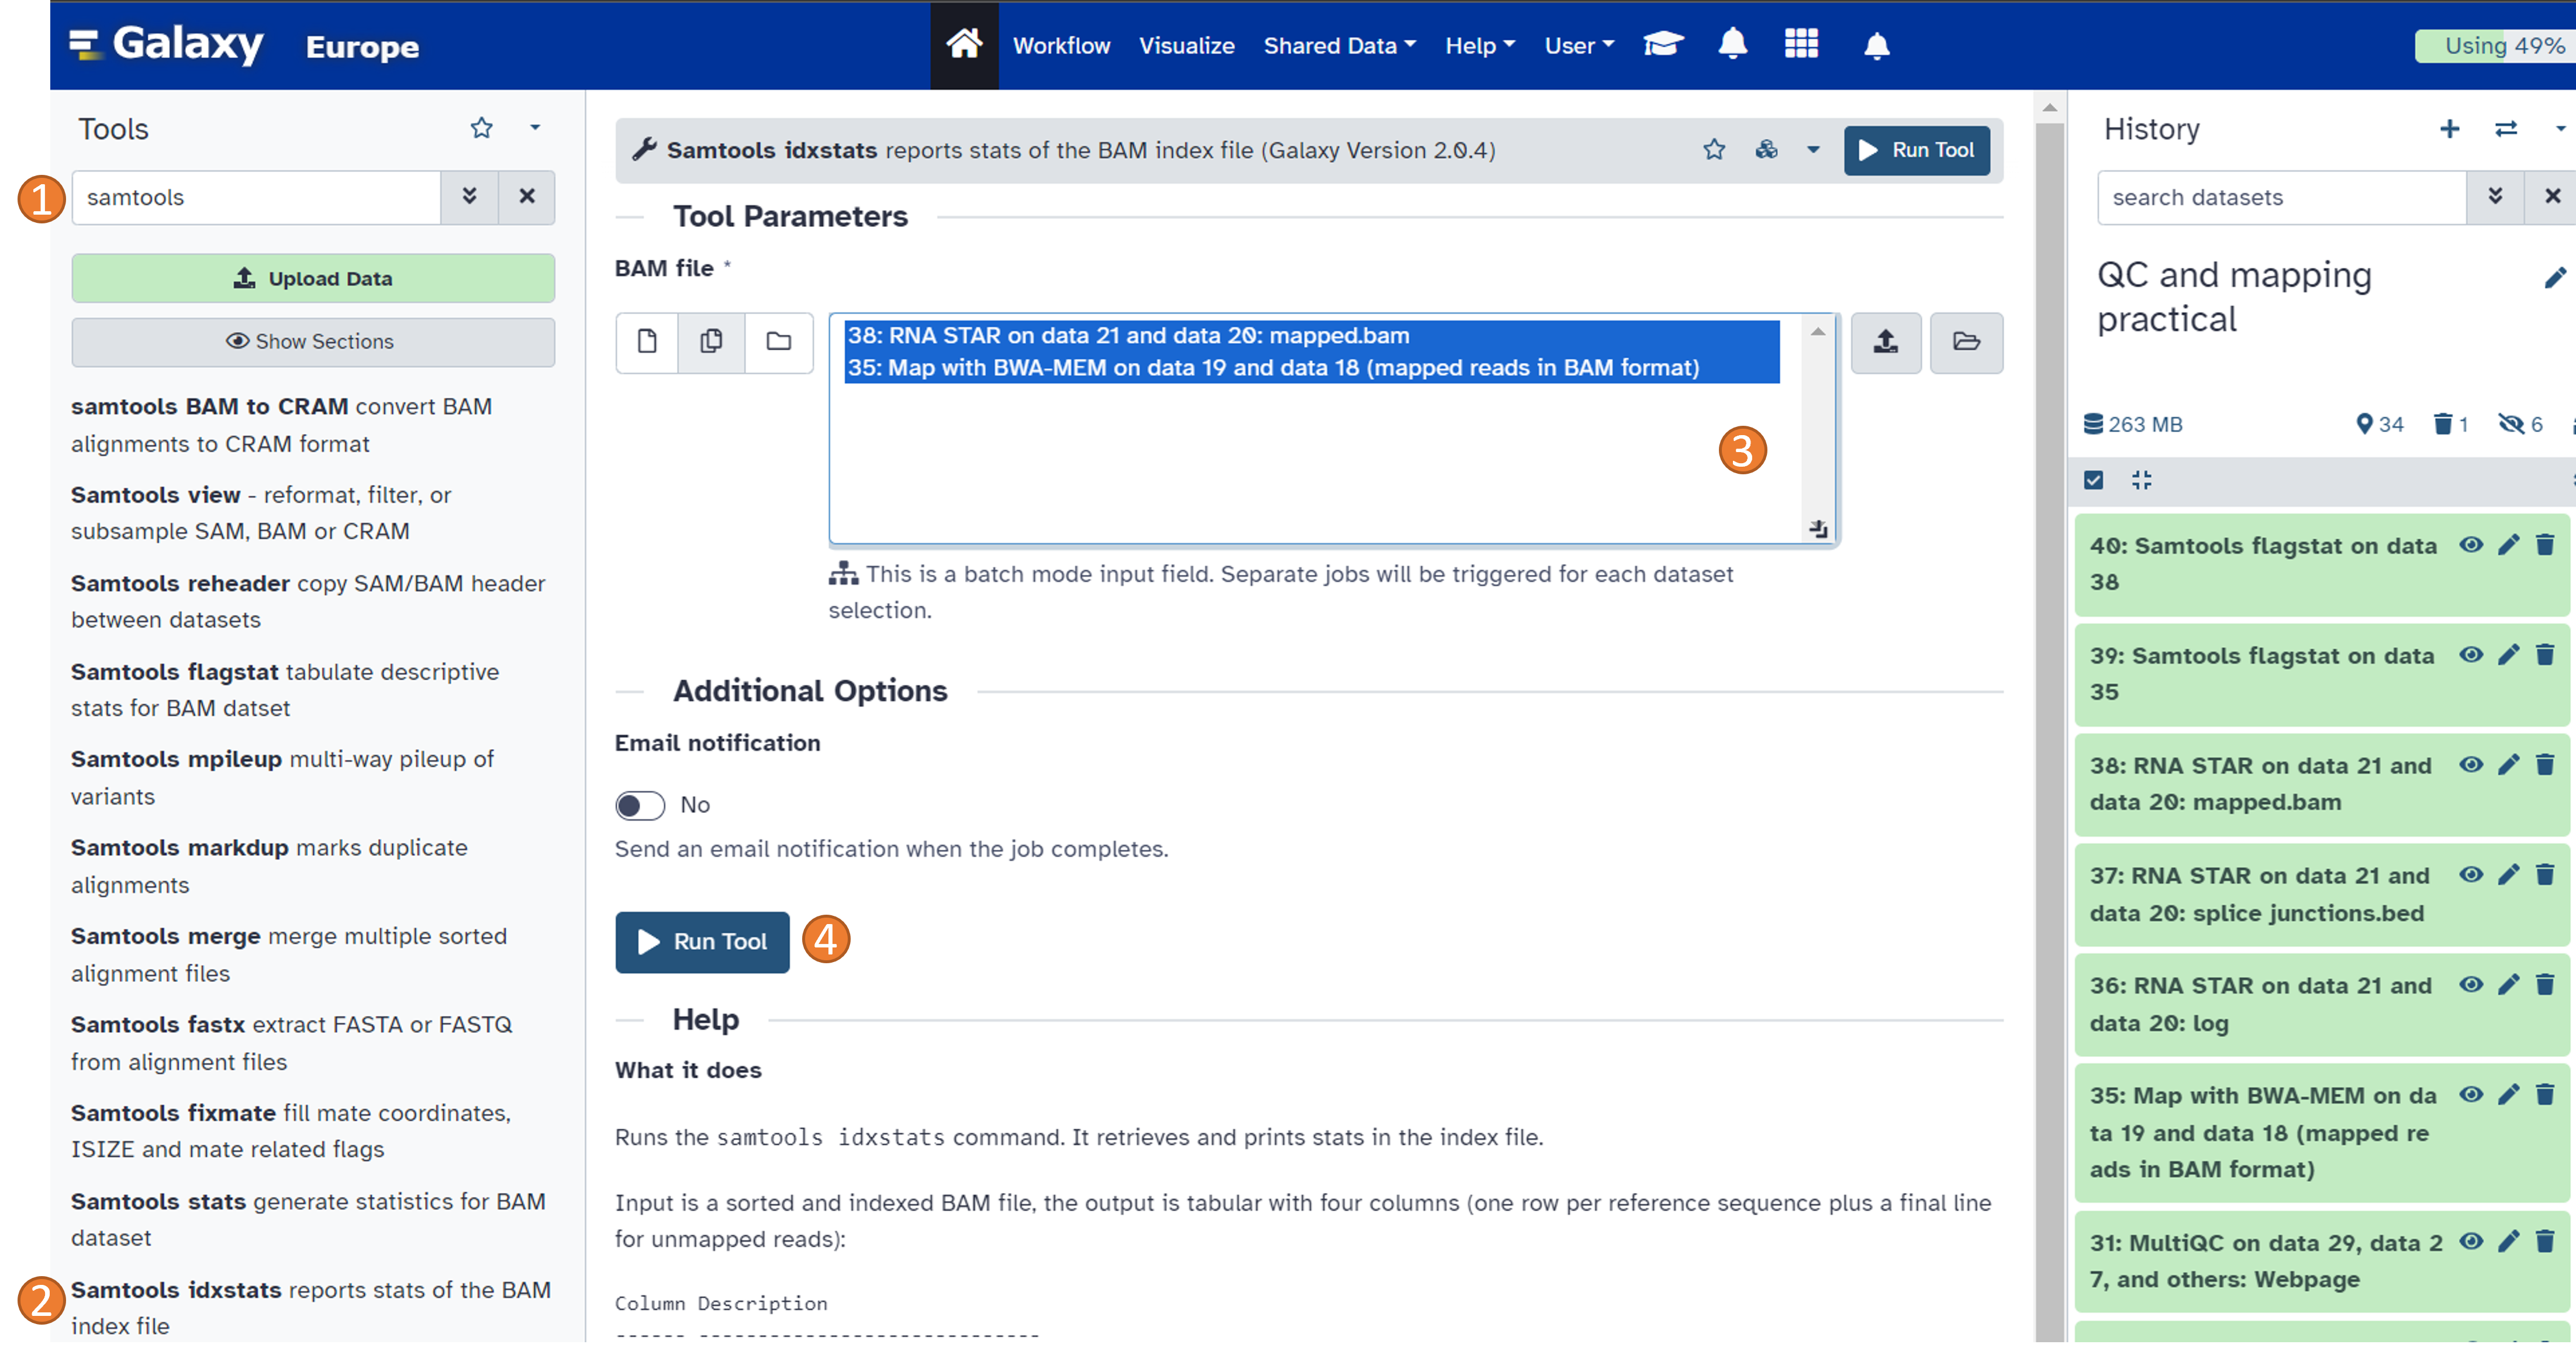 Galaxy Europe
Workflow Visualize Shared Data Help User
Using 49%
Tools
1
samtools
Upload Data
Show Sections
samtools BAM to CRAM convert BAM
alignments to CRAM format
Samtools view - reformat, filter, or
subsample SAM, BAM or CRAM
Samtools reheader copy SAM/BAM header
between datasets
Samtools flagstat tabulate descriptive
stats for BAM datset
Samtools mpileup multi-way pileup of
variants
Samtools markdup marks duplicate
alignments
Samtools merge merge multiple sorted
alignment files
Samtools fastx extract FASTA or FASTQ
from alignment files
Samtools fixmate fill mate coordinates,
ISIZE and mate related flags
Samtools stats generate statistics for BAM
dataset
2
Samtools idxstats reports stats of the BAM
index file
Samtools idxstats reports stats of the BAM index file (Galaxy Version 2.0.4)
Run Tool
Tool Parameters
BAM file *
38: RNA STAR on data 21 and data 20: mapped.bam
35: Map with BWA-MEM on data 19 and data 18 (mapped reads in BAM format)
3
This is a batch mode input field. Separate jobs will be triggered for each dataset
selection.
Additional Options
Email notification
No
Send an email notification when the job completes.
Run Tool
4
Help
What it does
Runs the samtools idxstats command. It retrieves and prints stats in the index file.
Input is a sorted and indexed BAM file, the output is tabular with four columns (one row per reference sequence plus a final line
for unmapped reads):
Column Description
------ ------------------------------
History
search datasets
QC and mapping
practical
263 MB
34
1
6
40: Samtools flagstat on data
38
39: Samtools flagstat on data
35
38: RNA STAR on data 21 and
data 20: mapped.bam
37: RNA STAR on data 21 and
data 20: splice junctions.bed
36: RNA STAR on data 21 and
data 20: log
35: Map with BWA-MEM on da
ta 19 and data 18 (mapped re
ads in BAM format)
31: MultiQC on data 29, data 2
7, and others: Webpage